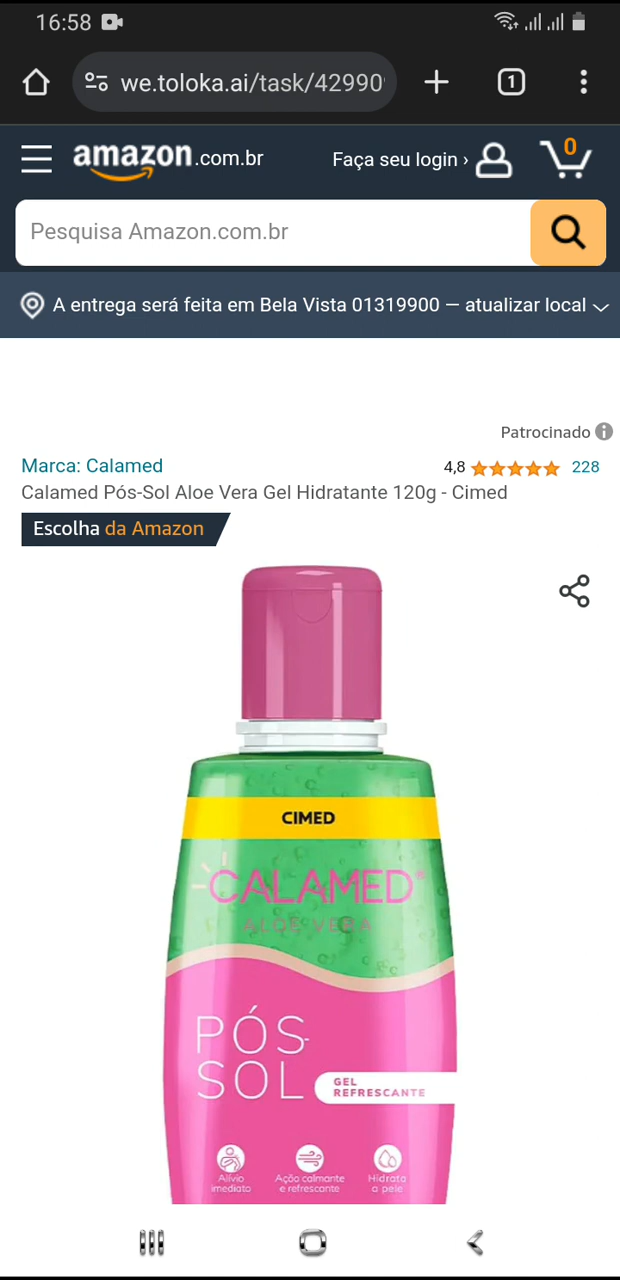 16:58
we.toloka.ai/task/42990
1
amazon.com.br
Faça seu login ›
0
Pesquisa Amazon.com.br
A entrega será feita em Bela Vista 01319900 — atualizar local
Patrocinado
Marca: Calamed
4,8
228
Calamed Pós-Sol Aloe Vera Gel Hidratante 120g - Cimed
Escolha da Amazon
CIMED
CALAMED®
ALOE VERA
PÓS-
SOL
GEL
REFRESCANTE
Alívio
imediato
Ação calmante
e refrescante
Hidrata
a pele